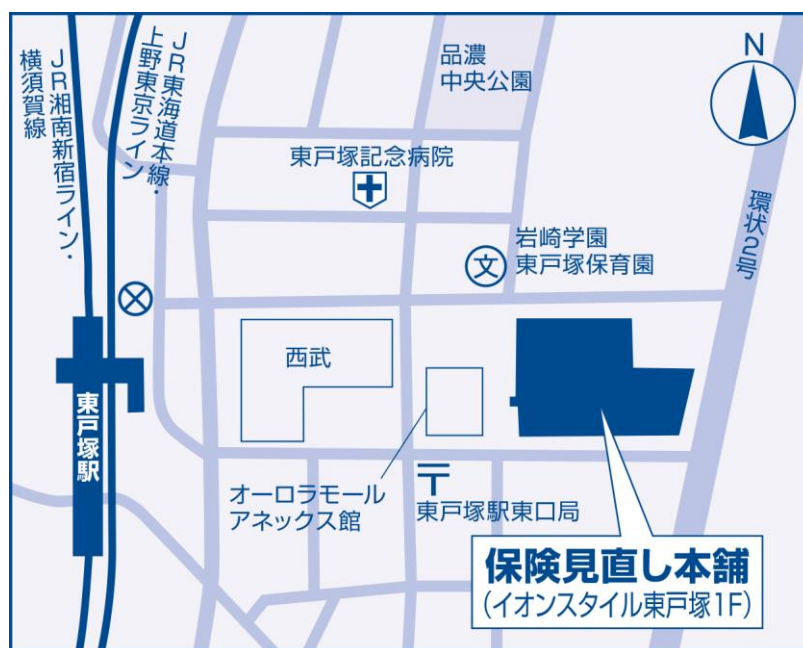 JR湘南新宿ライン・
横須賀線
JR東海道本線・
上野東京ライン
品濃
中央公園
N
東戸塚記念病院
環状2号
岩崎学園
東戸塚保育園
文
西武
東戸塚駅
オーロラモール
アネックス館
〒
東戸塚駅東口局
保険見直し本舗
(イオンスタイル東戸塚1F)